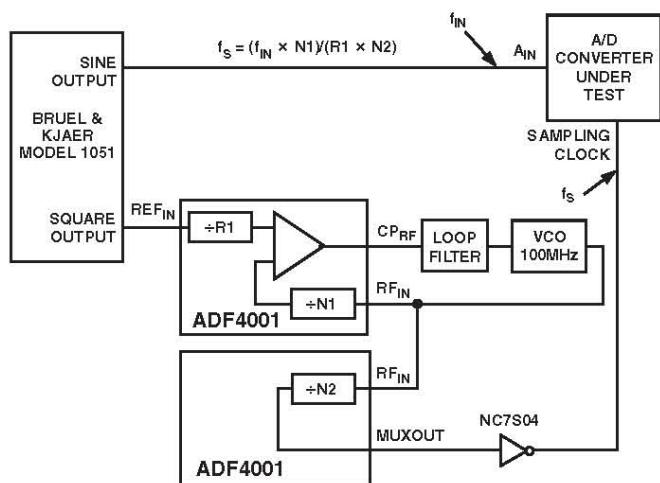 SINE
OUTPUT
BRUEL &
KJAER
MODEL 1051
SQUARE
OUTPUT
fS = (fIN × N1)/(R1 × N2)
fIN
AIN
A/D
CONVERTER
UNDER
TEST
SAMPLING
CLOCK
fS
REFIN
÷R1
CPRF
LOOP
FILTER
VCO
100MHz
÷N1
RFIN
ADF4001
÷N2
RFIN
MUXOUT
NC7S04
ADF4001